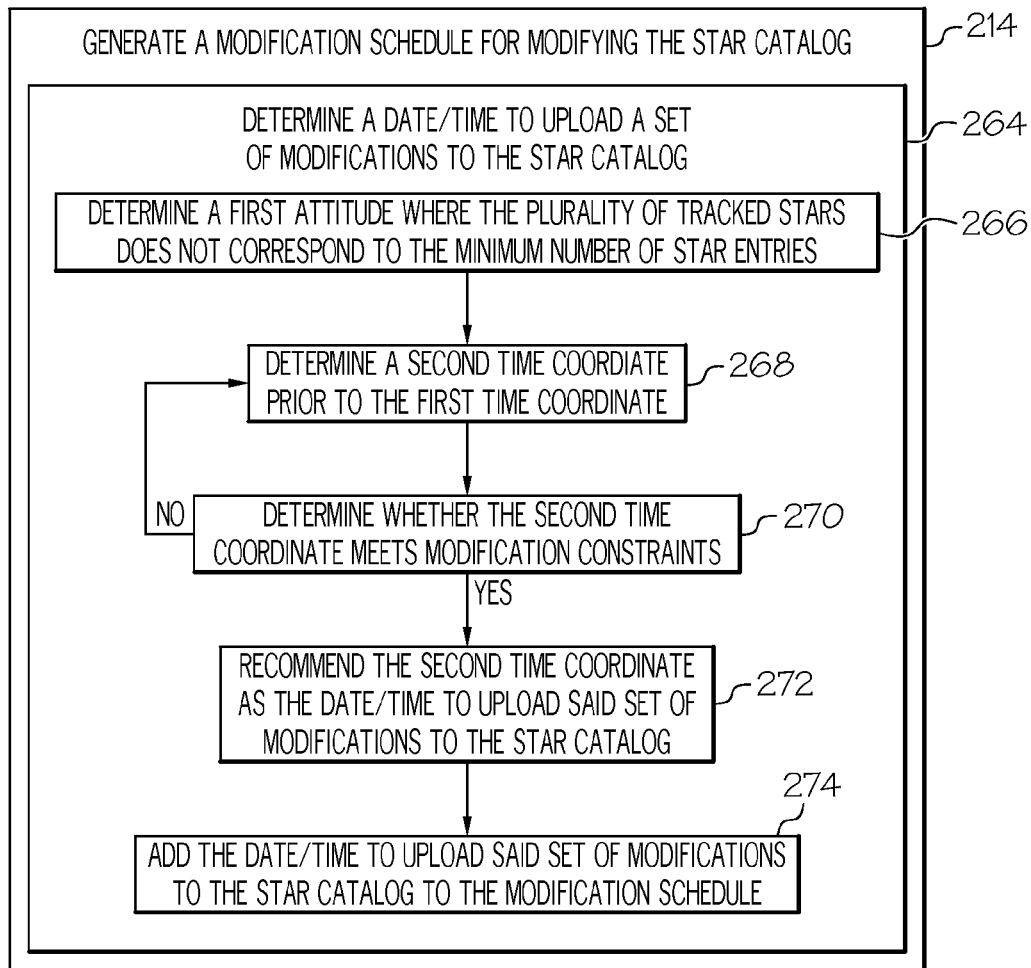 GENERATE A MODIFICATION SCHEDULE FOR MODIFYING THE STAR CATALOG
214
DETERMINE A DATE/TIME TO UPLOAD A SET
OF MODIFICATIONS TO THE STAR CATALOG
264
DETERMINE A FIRST ATTITUDE WHERE THE PLURALITY OF TRACKED STARS
DOES NOT CORRESPOND TO THE MINIMUM NUMBER OF STAR ENTRIES
266
DETERMINE A SECOND TIME COORDIATE
PRIOR TO THE FIRST TIME COORDINATE
268
NO
DETERMINE WHETHER THE SECOND TIME
COORDINATE MEETS MODIFICATION CONSTRAINTS
270
YES
RECOMMEND THE SECOND TIME COORDINATE
AS THE DATE/TIME TO UPLOAD SAID SET OF
MODIFICATIONS TO THE STAR CATALOG
272
274
ADD THE DATE/TIME TO UPLOAD SAID SET OF MODIFICATIONS
TO THE STAR CATALOG TO THE MODIFICATION SCHEDULE